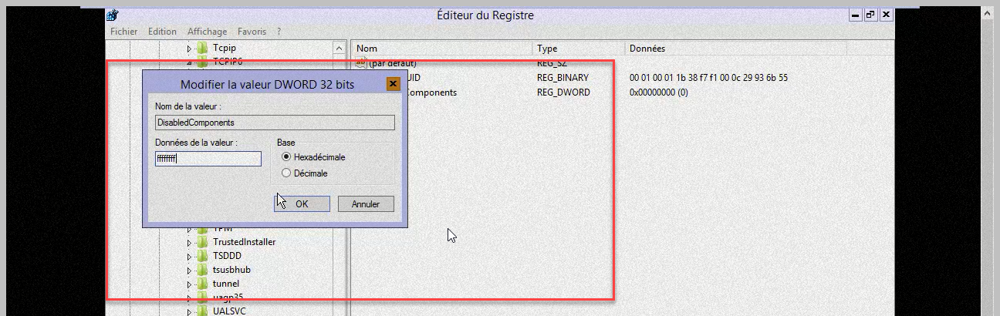 Éditeur du Registre
Fichier Edition Affichage Favoris ?
Tcpip
TCPIP6
Nom Type Données
(par défaut) REG_SZ
UID REG_BINARY 00 01 00 01 1b 38 f7 f1 00 0c 29 93 6b 55
omponents REG_DWORD 0x00000000 (0)
Modifier la valeur DWORD 32 bits
Nom de la valeur :
DisabledComponents
Données de la valeur :
ffffffff
Base
Hexadécimale
Décimale
OK Annuler
TPM
TrustedInstaller
TSDDD
tsusbhub
tunnel
uagp35
UALSVC